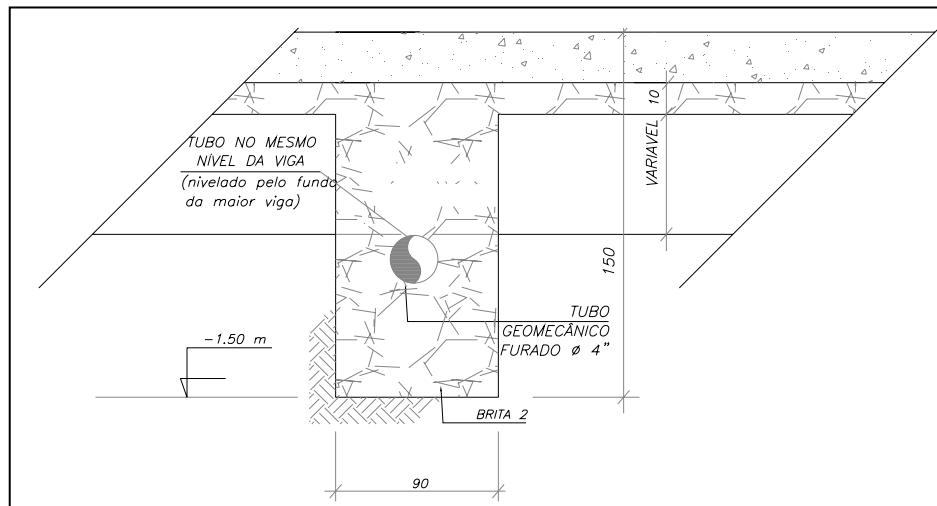 10
VARIAVEL
TUBO NO MESMO
NÍVEL DA VIGA
(nivelado pelo fundo
da maior viga)
150
TUBO
GEOMECÂNICO
FURADO ø 4"
-1.50 m
BRITA 2
90